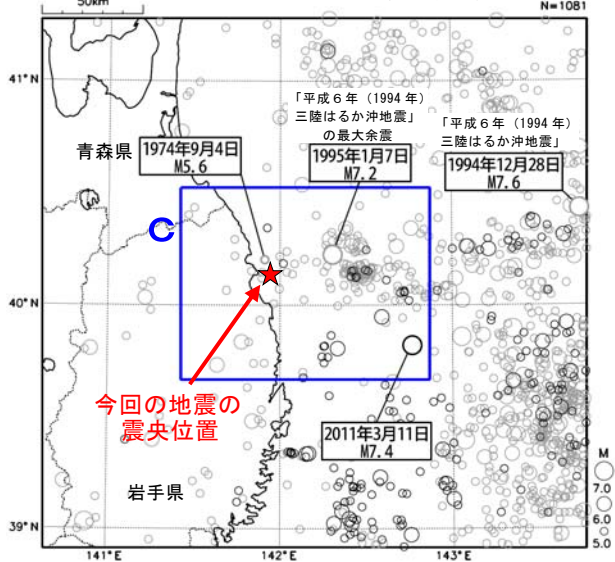 50km
N=1081
41°N
「平成６年（1994 年）
三陸はるか沖地震」
の最大余震
「平成６年（1994 年）
三陸はるか沖地震」
青森県
1974年9月4日
M5.6
1995年1月7日
M7.2
1994年12月28日
M7.6
C
40°N
今回の地震の
震央位置
2011年3月11日
M7.4
岩手県
M
7.0
6.0
5.0
39°N
141°E
142°E
143°E